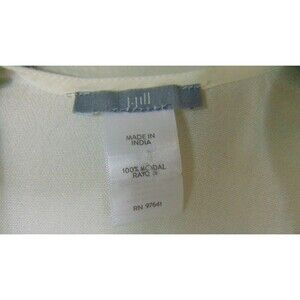 J.Jill
MADE IN
INDIA
100% MODAL
RAYON
RN 97641